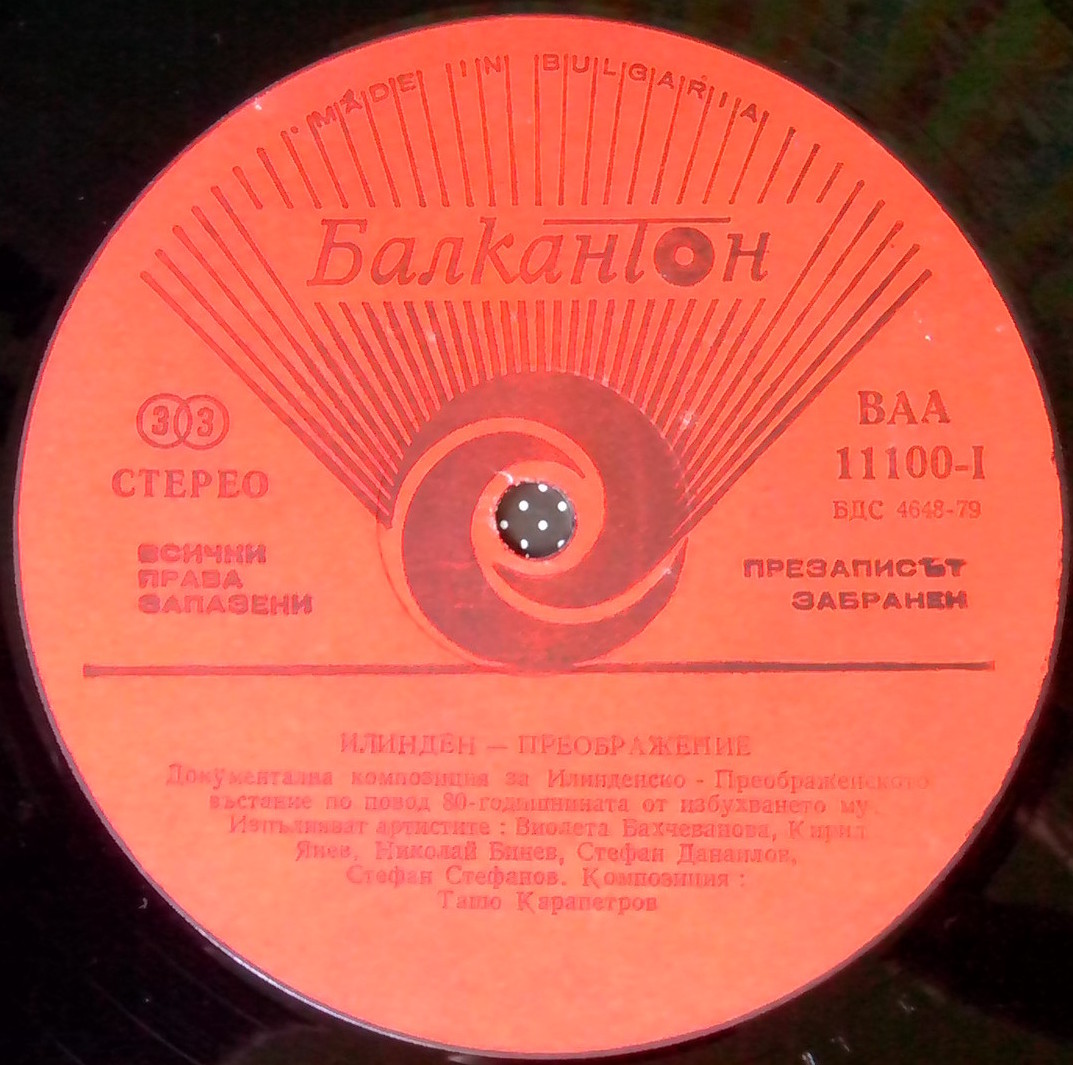 MADE IN BULGARIA
Балкантон
33
СТЕРЕО
ВСИЧКИ
ПРАВА
ЗАПАЗЕНИ
ВАА
11100-I
БДС 4648-79
ПРЕЗАПИСЪТ
ЗАБРАНЕН
ИЛИНДЕН — ПРЕОБРАЖЕНИЕ
Документална композиция за Илинденско - Преображенското
въстание по повод 80-годишнината от избухването му.
Изпълняват артистите : Виолета Бахчеванова, Кирил
Янев, Николай Бинев, Стефан Данаилов,
Стефан Стефанов. Композиция :
Ташо Карапетров